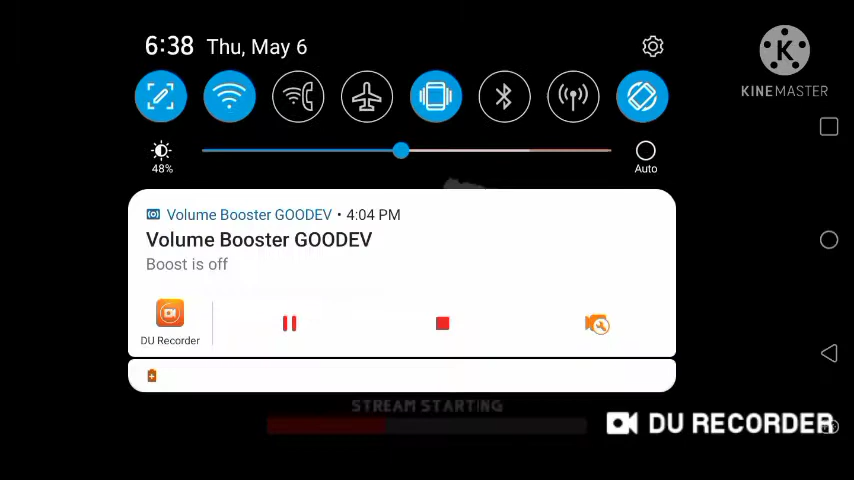 6:38 Thu, May 6
KINEMASTER
48%
Auto
Volume Booster GOODEV • 4:04 PM
Volume Booster GOODEV
Boost is off
DU Recorder
STREAM STARTING
DU RECORDER